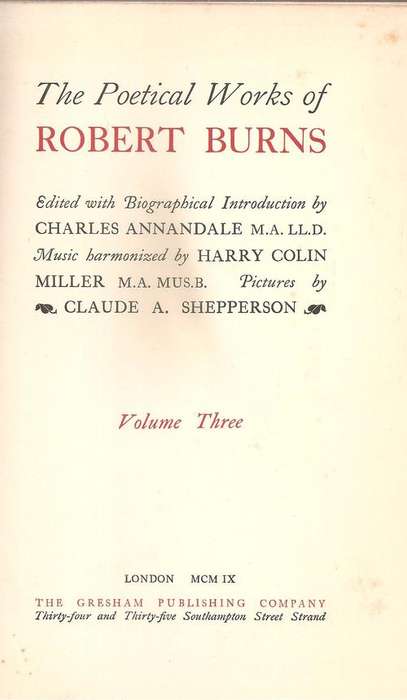 The Poetical Works of
ROBERT BURNS
Edited with Biographical Introduction by
CHARLES ANNANDALE M.A. LL.D.
Music harmonized by HARRY COLIN
MILLER M.A. MUS.B. Pictures by
CLAUDE A. SHEPPERSON
Volume Three
LONDON MCM IX
THE GRESHAM PUBLISHING COMPANY
Thirty-four and Thirty-five Southampton Street Strand